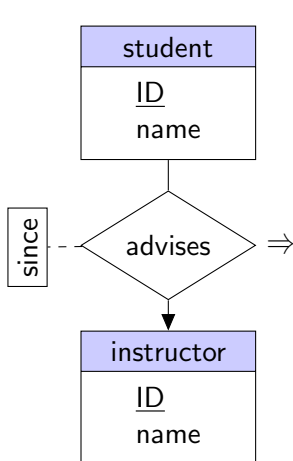 student
ID
name
since
advises
⇒
instructor
ID
name